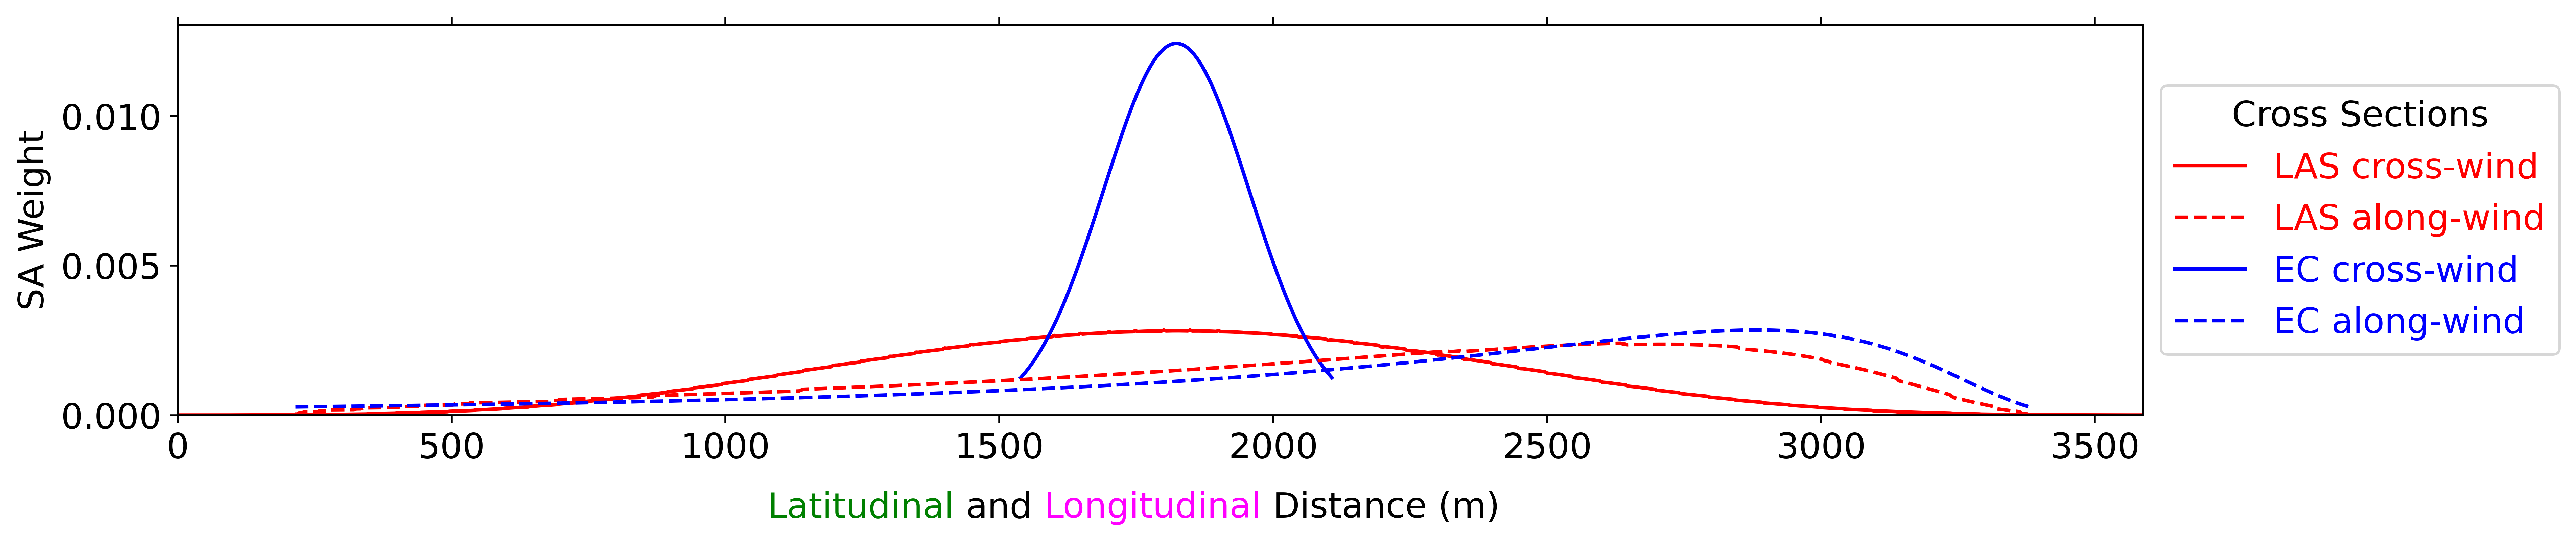 SA Weight
0.010
0.005
0.000
0 500 1000 1500 2000 2500 3000 3500
Latitudinal and Longitudinal Distance (m)
Cross Sections
LAS cross-wind
LAS along-wind
EC cross-wind
EC along-wind